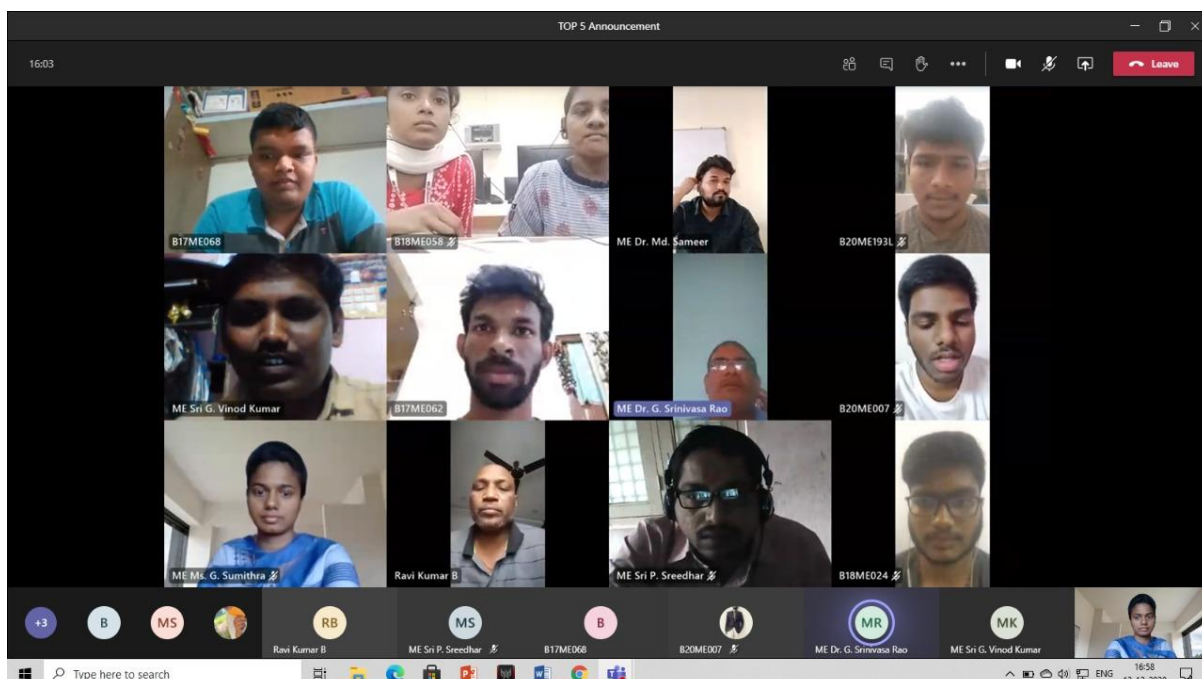 TOP 5 Announcement
16:03
Leave
B17ME068
B18ME058
ME Dr. Md. Sameer
B20ME193L
ME Sri G. Vinod Kumar
B17ME062
ME Dr. G. Srinivasa Rao
B20ME007
ME Ms. G. Sumithra
Ravi Kumar B
ME Sri P. Sreedhar
B18ME024
+3
B
MS
RB
MS
B
MR
MK
Ravi Kumar B
ME Sri P. Sreedhar
B17ME068
B20ME007
ME Dr. G. Srinivasa Rao
ME Sri G. Vinod Kumar
Type here to search
ENG
16:58